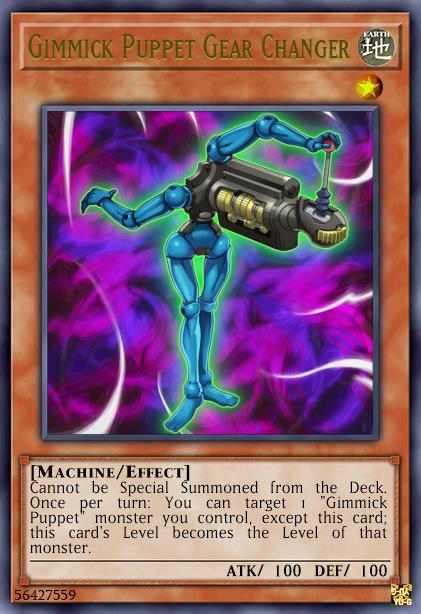 Gimmick Puppet Gear Changer
EARTH
地
[Machine/Effect]
Cannot be Special Summoned from the Deck.
Once per turn: You can target 1 "Gimmick
Puppet" monster you control, except this card;
this card's Level becomes the Level of that
monster.
ATK/ 100 DEF/ 100
56427559